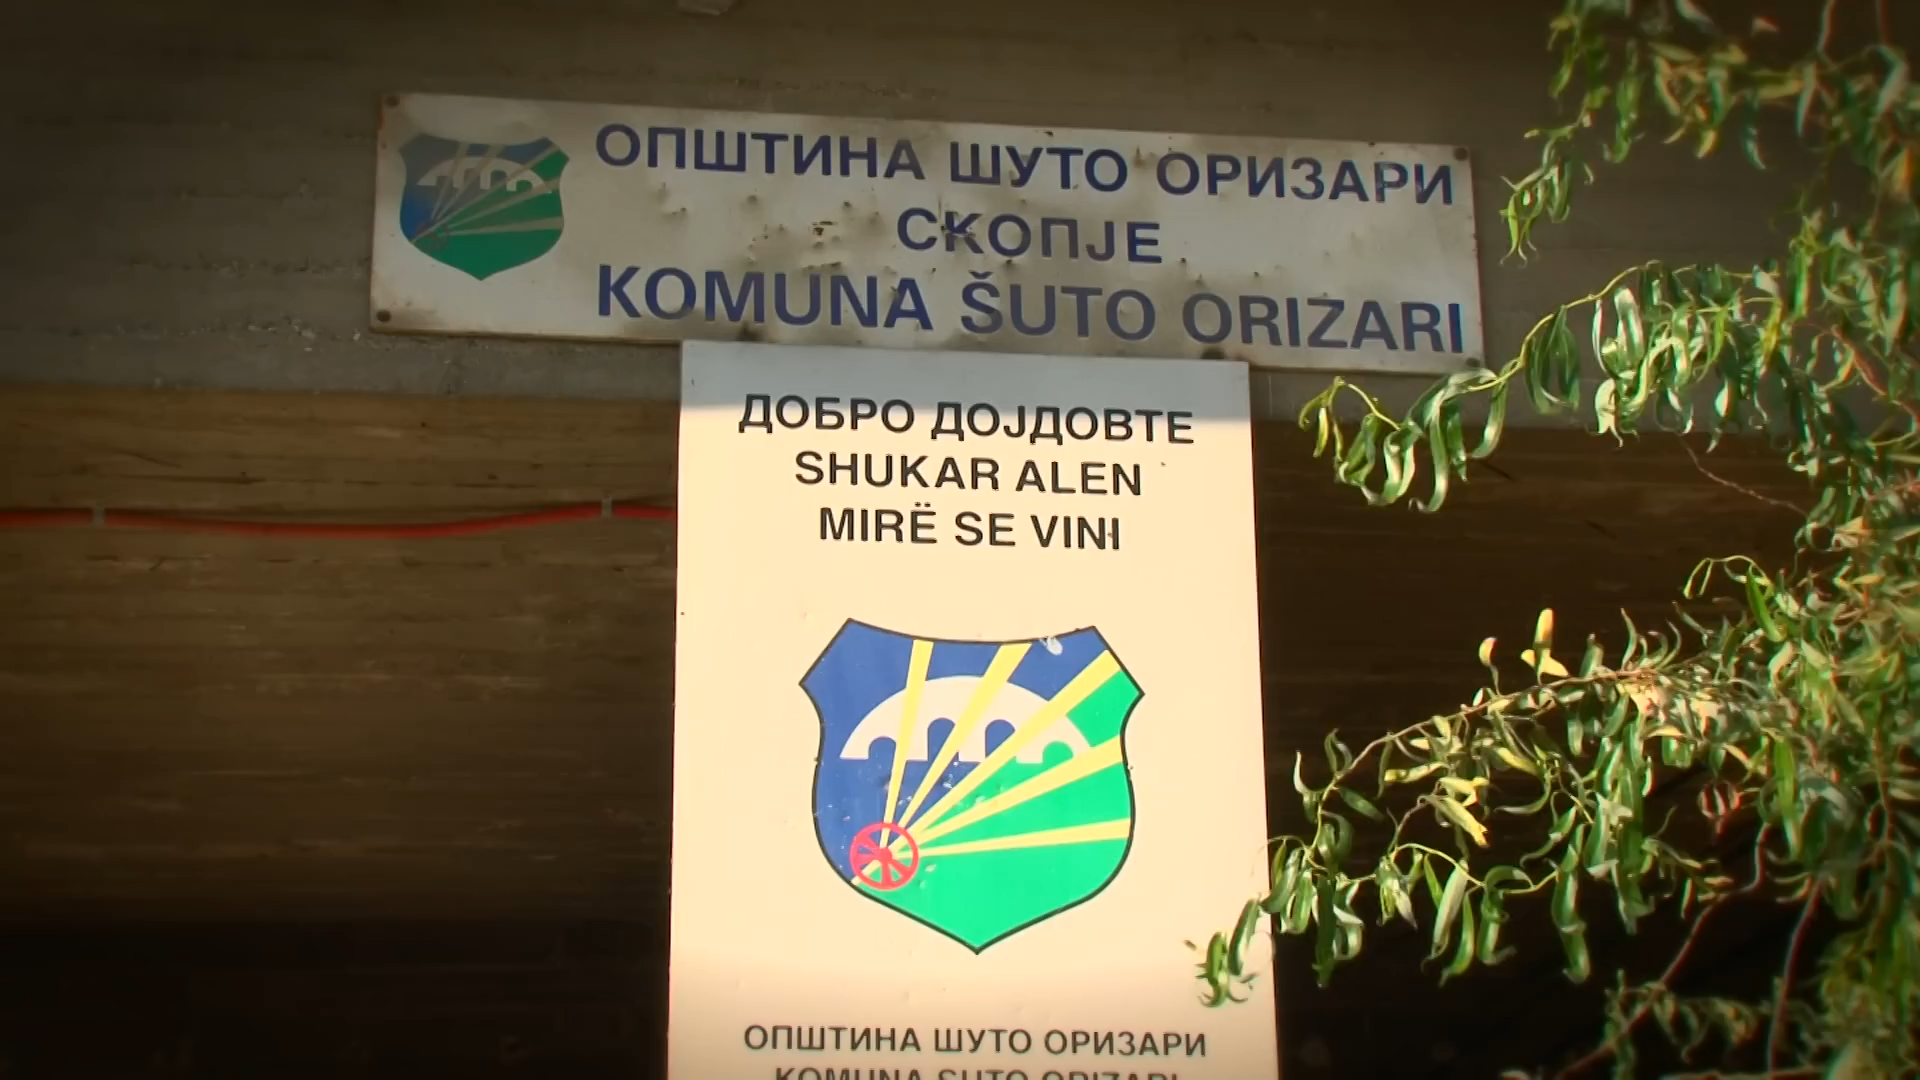 ОПШТИНА ШУТО ОРИЗАРИ
СКОПЈЕ
KOMUNA ŠUTO ORIZARI
ДОБРО ДОЈДОВТЕ
SHUKAR ALEN
MIRË SE VINI
ОПШТИНА ШУТО ОРИЗАРИ
KOMUNA ŠUTO ORIZARI